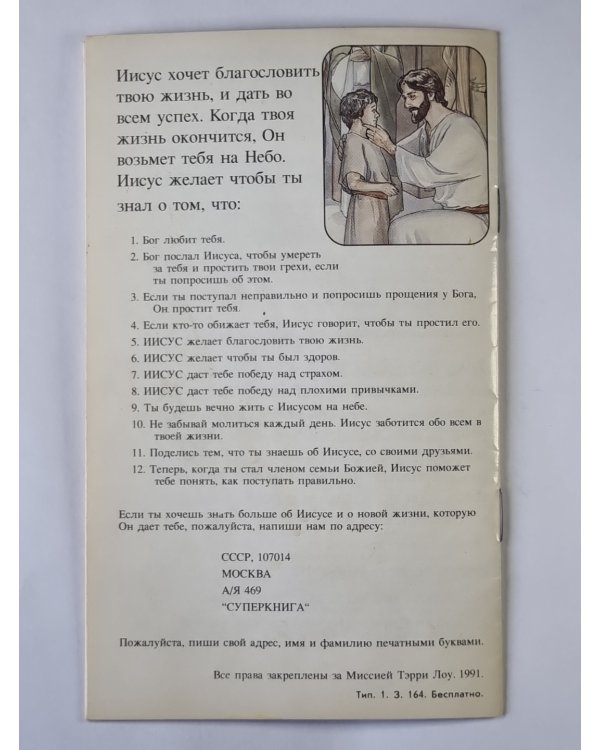 Иисус хочет благословить
твою жизнь, и дать во
всем успех. Когда твоя
жизнь окончится, Он
возьмет тебя на Небо.
Иисус желает чтобы ты
знал о том, что:
1. Бог любит тебя.
2. Бог послал Иисуса, чтобы умереть
за тебя и простить твои грехи, если
ты попросишь об этом.
3. Если ты поступал неправильно и попросишь прощения у Бога,
Он простит тебя.
4. Если кто-то обижает тебя, Иисус говорит, чтобы ты простил его.
5. ИИСУС желает благословить твою жизнь.
6. ИИСУС желает чтобы ты был здоров.
7. ИИСУС даст тебе победу над страхом.
8. ИИСУС даст тебе победу над плохими привычками.
9. Ты будешь вечно жить с Иисусом на небе.
10. Не забывай молиться каждый день. Иисус заботится обо всем в
твоей жизни.
11. Поделись тем, что ты знаешь об Иисусе, со своими друзьями.
12. Теперь, когда ты стал членом семьи Божией, Иисус поможет
тебе понять, как поступать правильно.
Если ты хочешь знать больше об Иисусе и о новой жизни, которую
Он дает тебе, пожалуйста, напиши нам по адресу:
СССР, 107014
МОСКВА
А/Я 469
"СУПЕРКНИГА"
Пожалуйста, пиши свой адрес, имя и фамилию печатными буквами.
Все права закреплены за Миссией Тэрри Лоу. 1991.
Тип. 1. З. 164. Бесплатно.